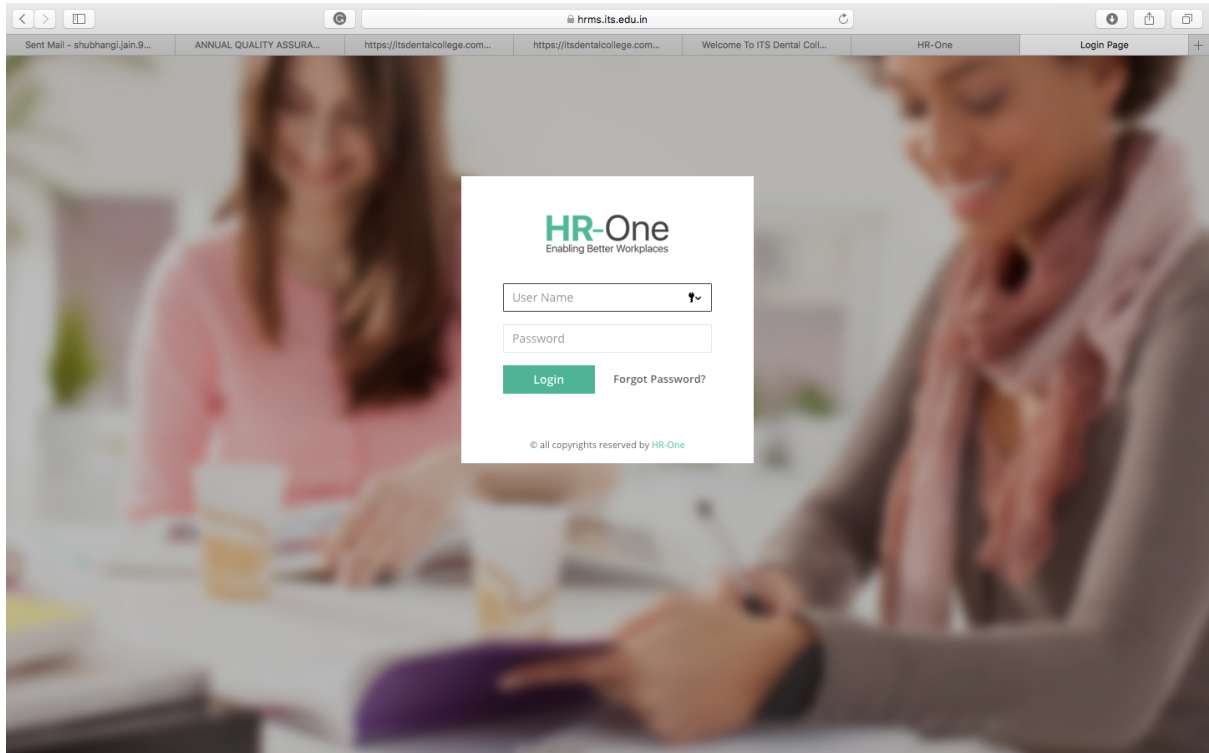 hrms.its.edu.in
Sent Mail - shubhangi.jain.9...
ANNUAL QUALITY ASSURA...
https://itsdentalcollege.com...
https://itsdentalcollege.com...
Welcome To ITS Dental Coll...
HR-One
Login Page
HR-One
Enabling Better Workplaces
User Name
Password
Login
Forgot Password?
© all copyrights reserved by HR-One